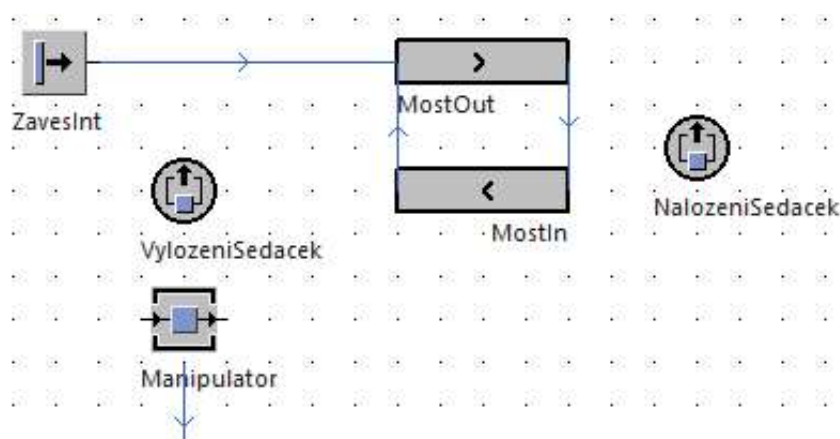 ZavesInt
MostOut
NalozeniSedacek
MostIn
VylozeniSedacek
Manipulator